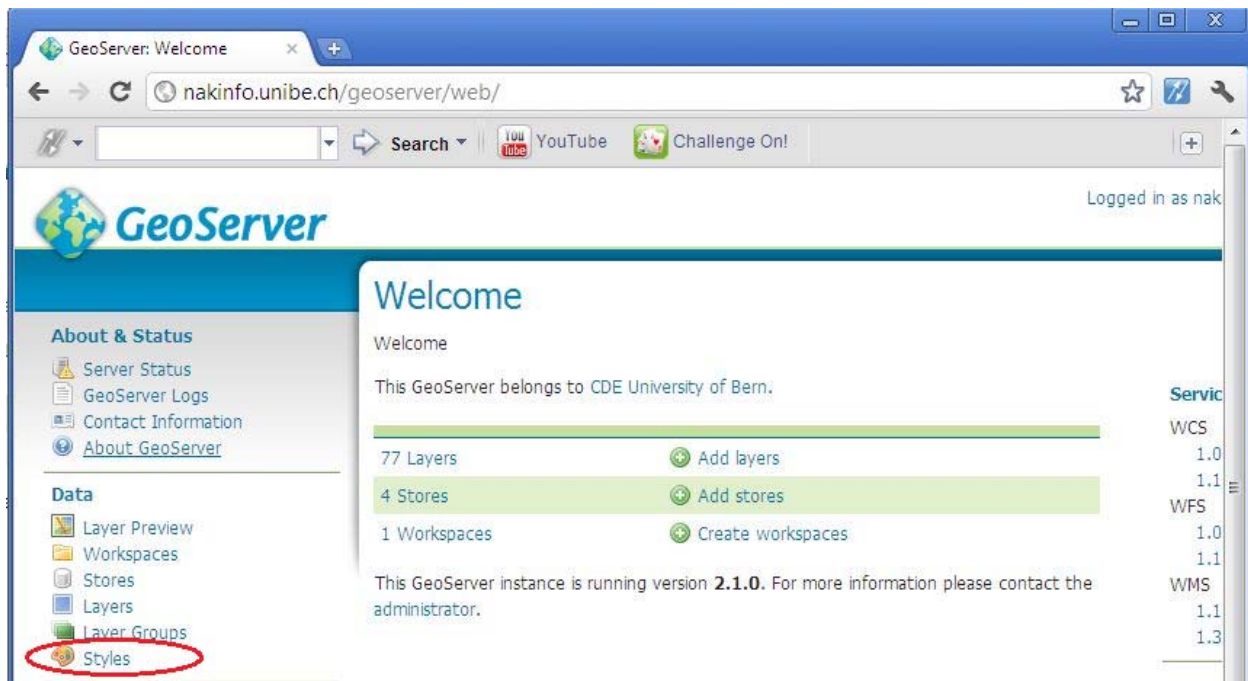 GeoServer: Welcome
nakinfo.unibe.ch/geoserver/web/
Search
You Tube
YouTube
Challenge On!
Logged in as nak
GeoServer
Welcome
About & Status
Server Status
GeoServer Logs
Contact Information
About GeoServer
Data
Layer Preview
Workspaces
Stores
Layers
Layer Groups
Styles
Welcome
This GeoServer belongs to CDE University of Bern.
77 Layers
Add layers
4 Stores
Add stores
1 Workspaces
Create workspaces
This GeoServer instance is running version 2.1.0. For more information please contact the
administrator.
Servic
WCS
1.0
1.1
WFS
1.0
1.1
WMS
1.1
1.3